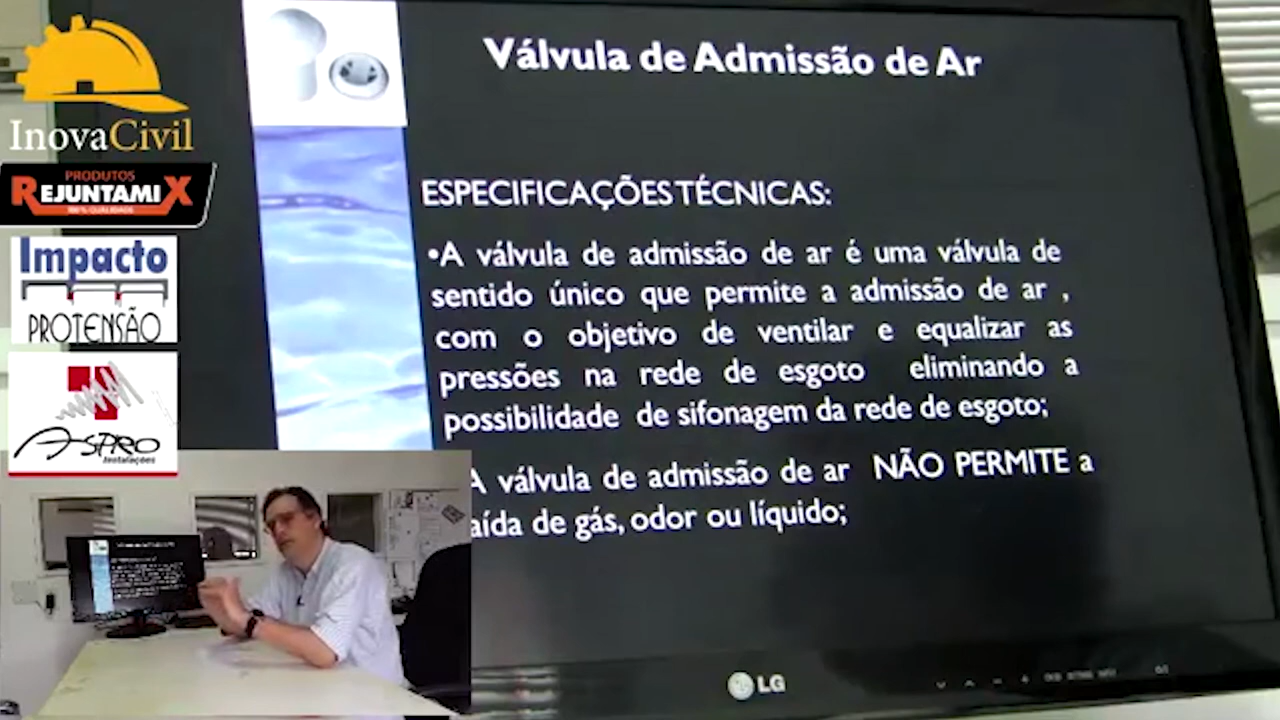 InovaCivil
PRODUTOS
REJUNTAMIX
100% QUALIDADE
Impacto
PROTENSÃO
ASPRO
Instalações
Válvula de Admissão de Ar
ESPECIFICAÇÕES TÉCNICAS:
•A válvula de admissão de ar é uma válvula de
sentido único que permite a admissão de ar ,
com o objetivo de ventilar e equalizar as
pressões na rede de esgoto eliminando a
possibilidade de sifonagem da rede de esgoto;
A válvula de admissão de ar NÃO PERMITE a
aída de gás, odor ou líquido;
LG